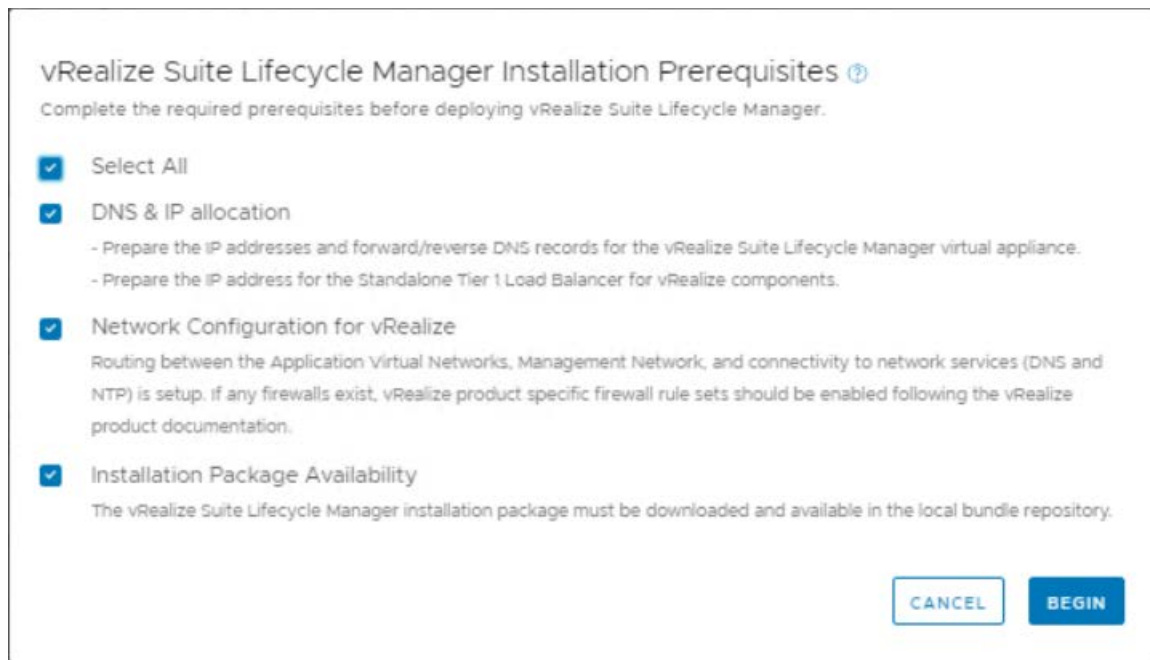 vRealize Suite Lifecycle Manager Installation Prerequisites ?
Complete the required prerequisites before deploying vRealize Suite Lifecycle Manager.
Select All
DNS & IP allocation
- Prepare the IP addresses and forward/reverse DNS records for the vRealize Suite Lifecycle Manager virtual appliance.
- Prepare the IP address for the Standalone Tier 1 Load Balancer for vRealize components.
Network Configuration for vRealize
Routing between the Application Virtual Networks, Management Network, and connectivity to network services (DNS and
NTP) is setup. If any firewalls exist, vRealize product specific firewall rule sets should be enabled following the vRealize
product documentation.
Installation Package Availability
The vRealize Suite Lifecycle Manager installation package must be downloaded and available in the local bundle repository.
CANCEL BEGIN